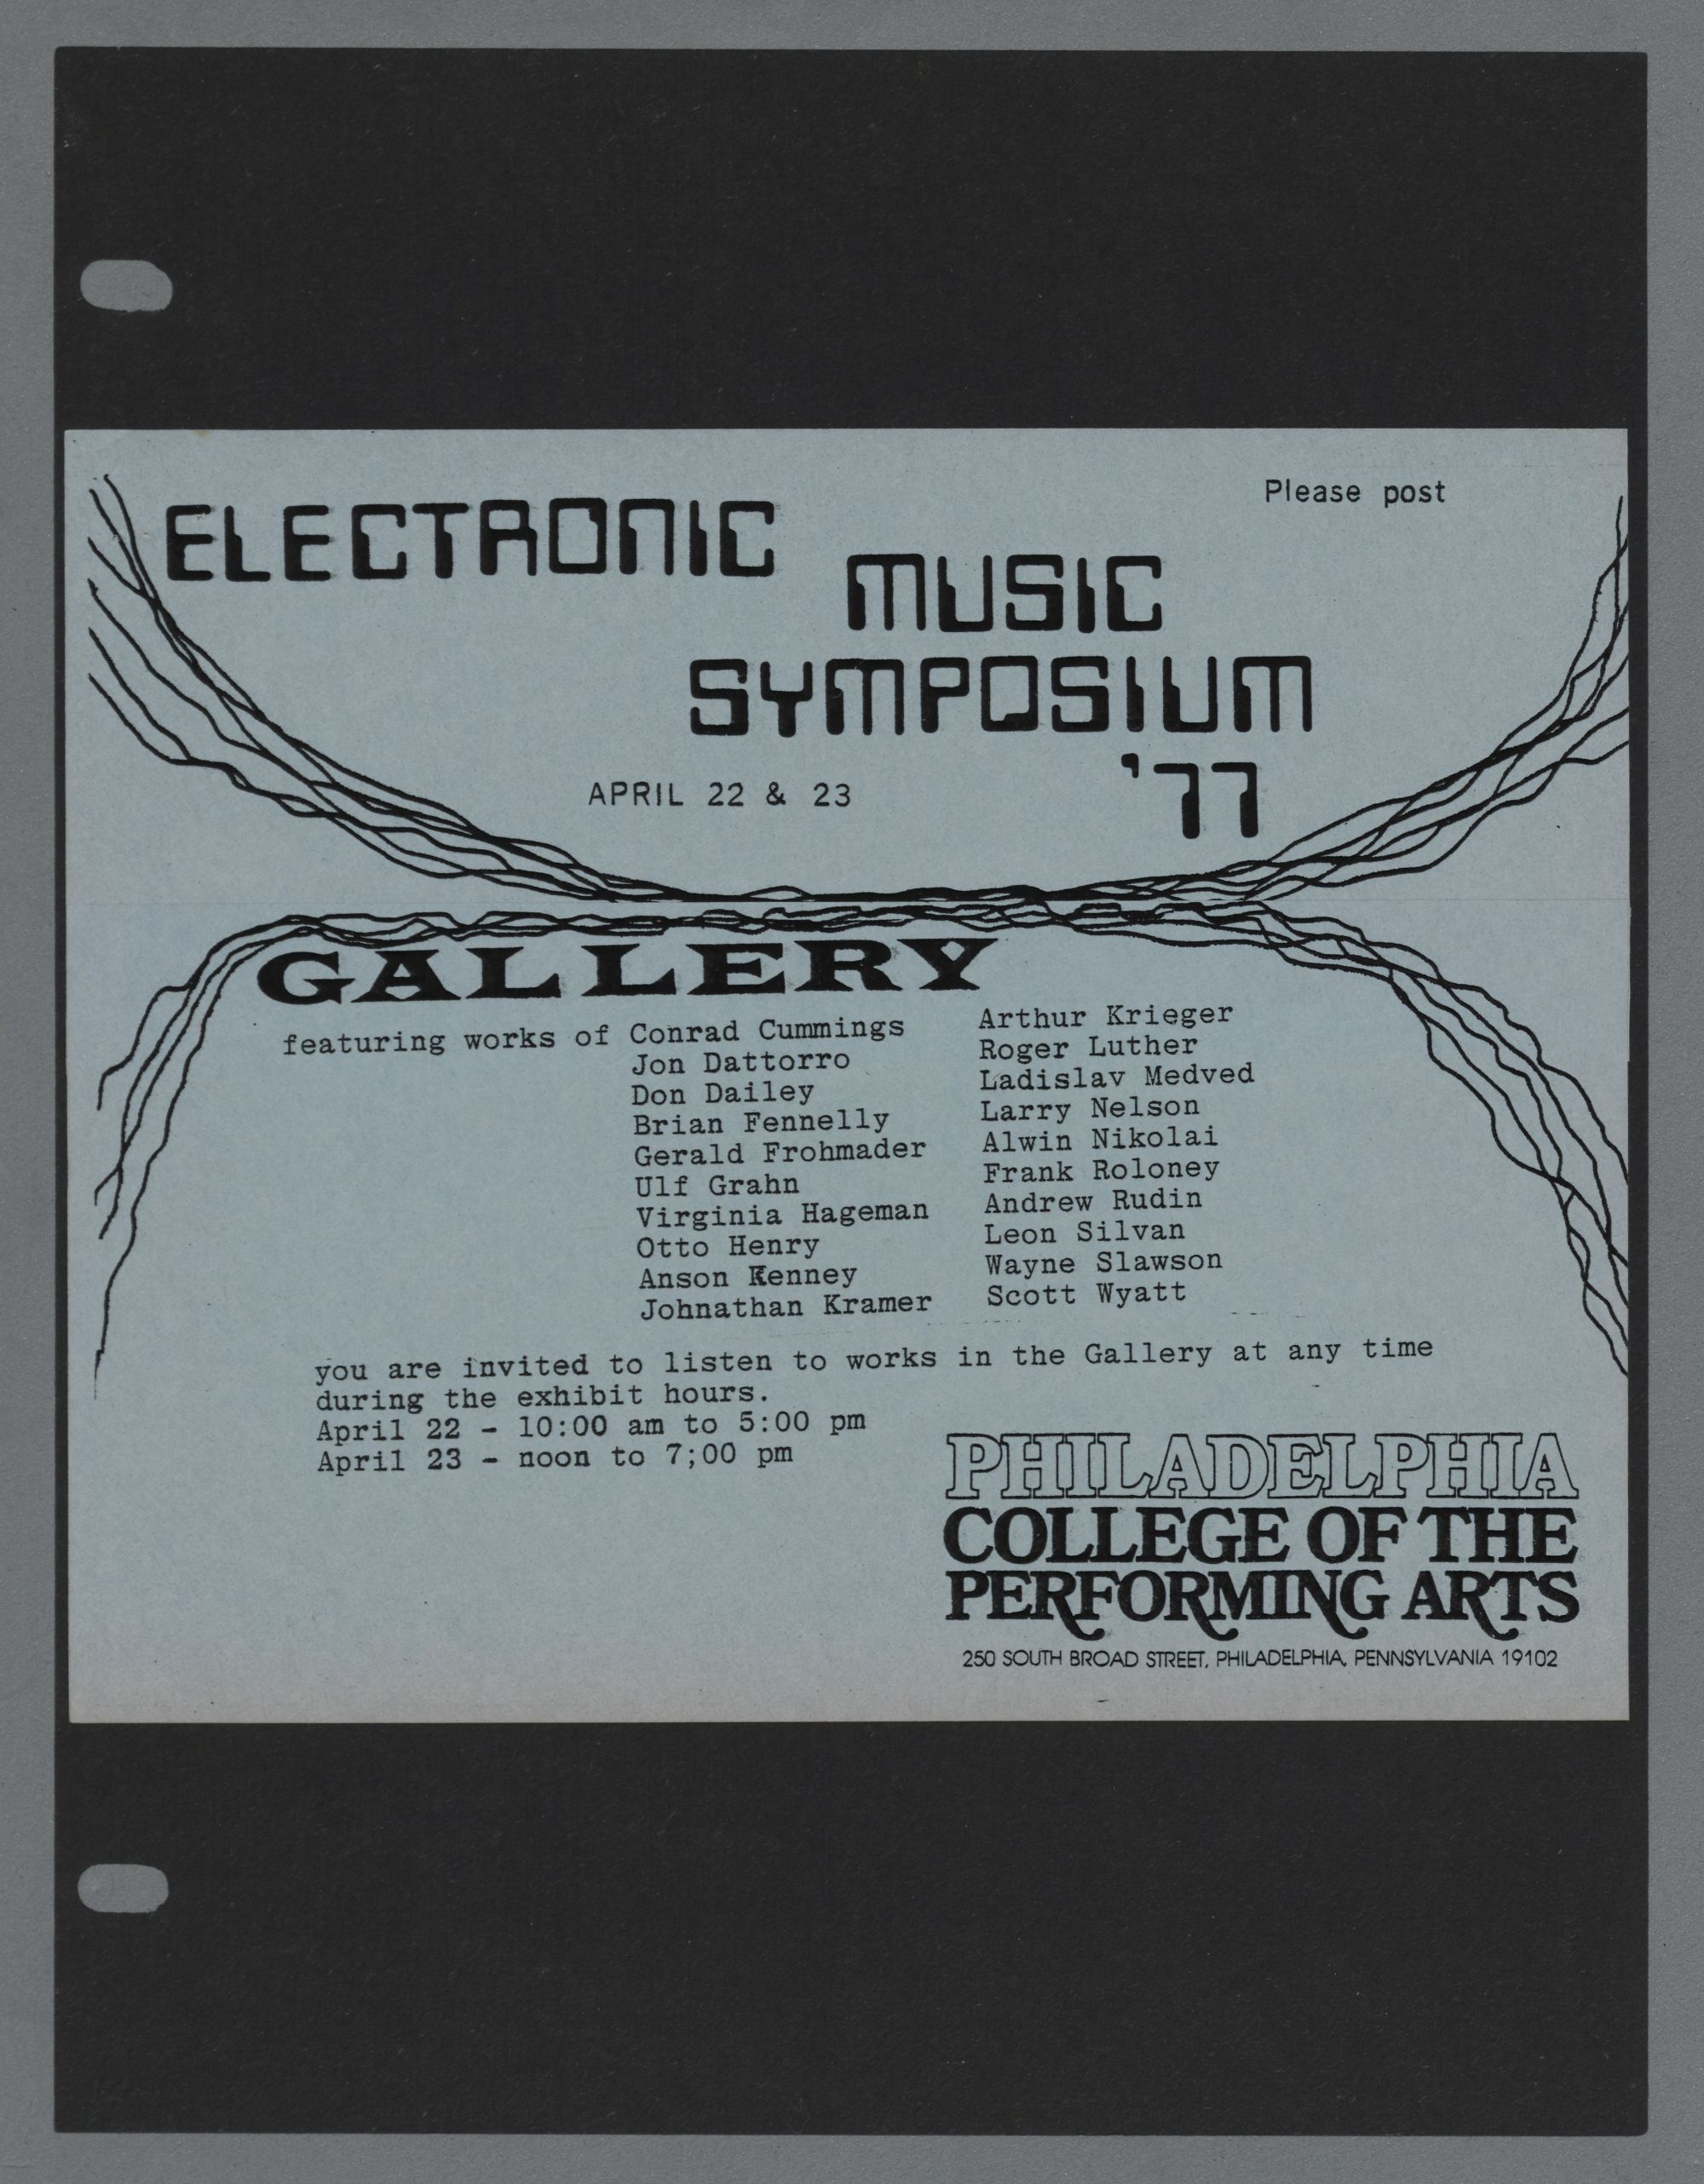 Please post
ELECTRONIC
MUSIC
SYMPOSIUM
'77
APRIL 22 & 23
GALLERY
featuring works of Conrad Cummings
Jon Dattorro
Don Dailey
Brian Fennelly
Gerald Frohmader
Ulf Grahn
Virginia Hageman
Otto Henry
Anson Kenney
Johnathan Kramer
Arthur Krieger
Roger Luther
Ladislav Medved
Larry Nelson
Alwin Nikolai
Frank Roloney
Andrew Rudin
Leon Silvan
Wayne Slawson
Scott Wyatt
you are invited to listen to works in the Gallery at any time
during the exhibit hours.
April 22 - 10:00 am to 5:00 pm
April 23 - noon to 7;00 pm
PHILADELPHIA
COLLEGE OF THE
PERFORMING ARTS
250 SOUTH BROAD STREET, PHILADELPHIA, PENNSYLVANIA 19102